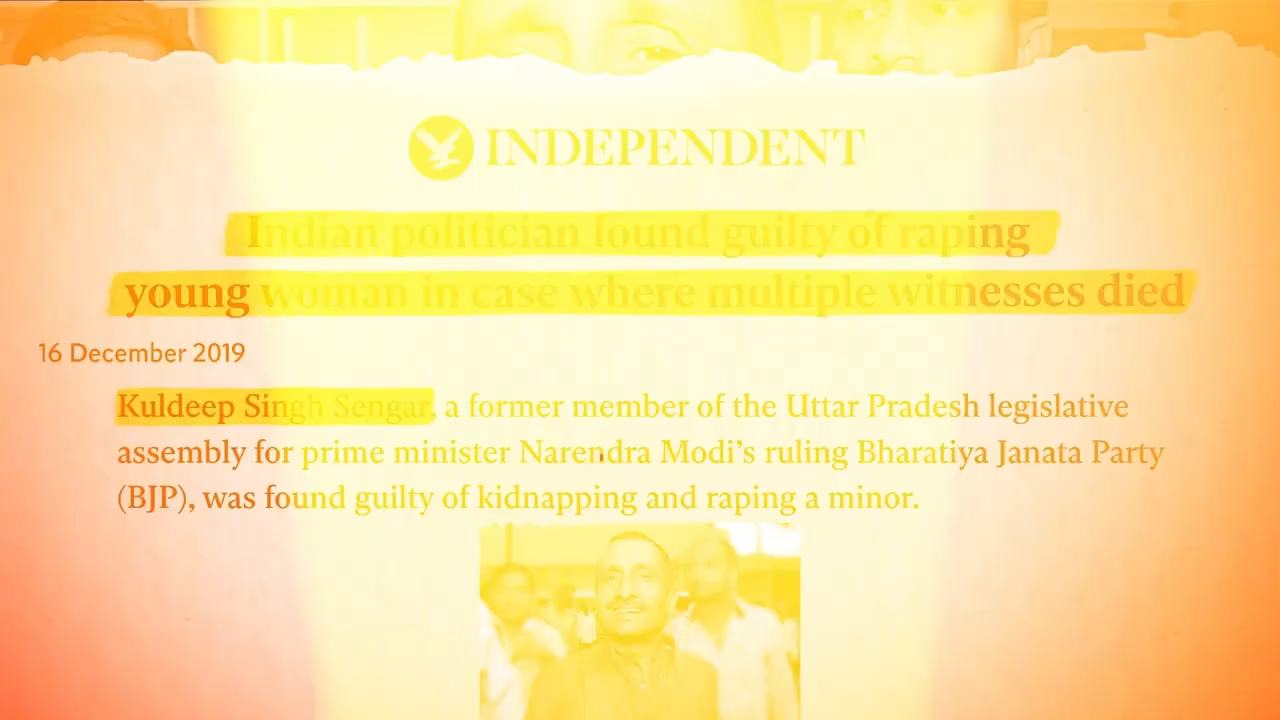 INDEPENDENT
Indian politician found guilty of raping
young woman in case where multiple witnesses died
16 December 2019
Kuldeep Singh Sengar, a former member of the Uttar Pradesh legislative
assembly for prime minister Narendra Modi’s ruling Bharatiya Janata Party
(BJP), was found guilty of kidnapping and raping a minor.